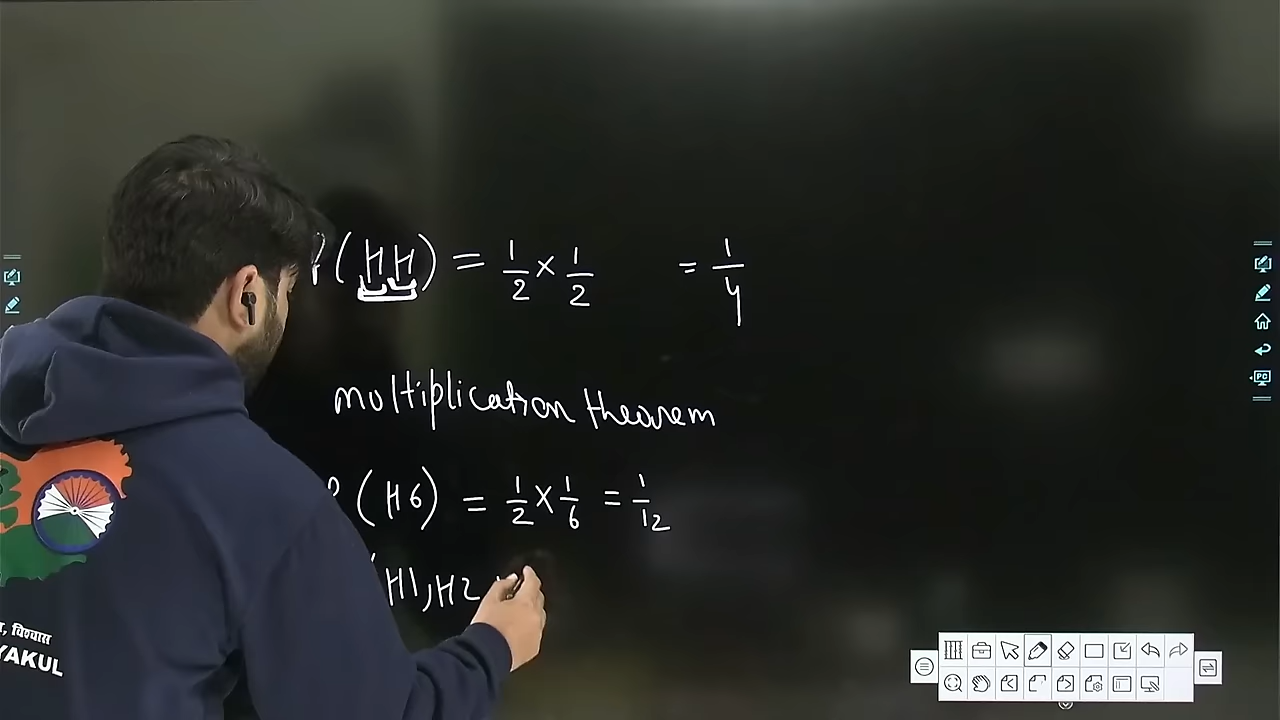 P(HH) = 1/2 × 1/2 = 1/4
multiplication theorem
P(H6) = 1/2 × 1/6 = 1/12
H1, H2
विश्वास
YAKUL
PC